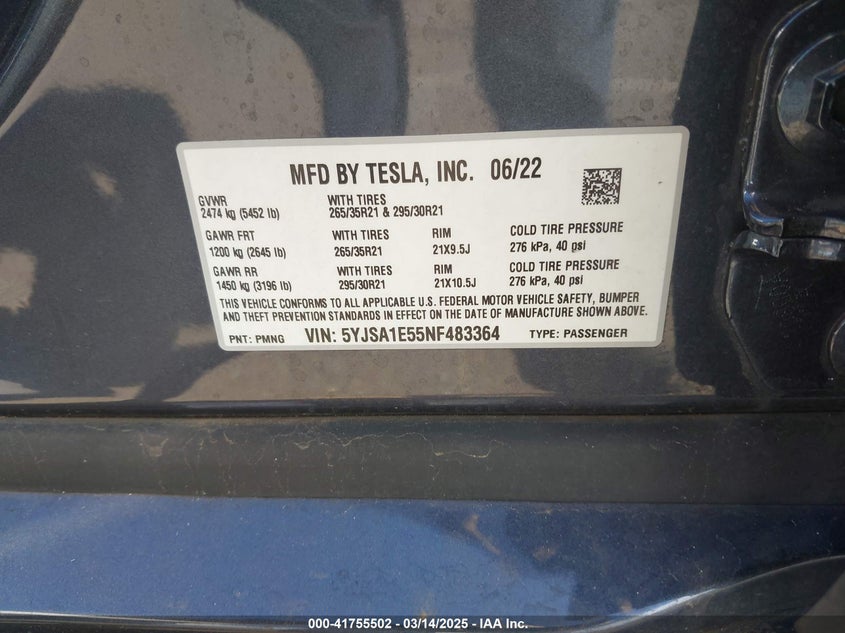 MFD BY TESLA, INC. 06/22
GVWR WITH TIRES
2474 kg (5452 lb) 265/35R21 & 295/30R21
GAWR FRT WITH TIRES RIM COLD TIRE PRESSURE
1200 kg (2645 lb) 265/35R21 21X9.5J 276 kPa, 40 psi
GAWR RR WITH TIRES RIM COLD TIRE PRESSURE
1450 kg (3196 lb) 295/30R21 21X10.5J 276 kPa, 40 psi
THIS VEHICLE CONFORMS TO ALL APPLICABLE U.S. FEDERAL MOTOR VEHICLE SAFETY, BUMPER
AND THEFT PREVENTION STANDARDS IN EFFECT ON THE DATE OF MANUFACTURE SHOWN ABOVE.
PNT: PMNG VIN: 5YJSA1E55NF483364 TYPE: PASSENGER
000-41755502 - 03/14/2025 - IAA Inc.